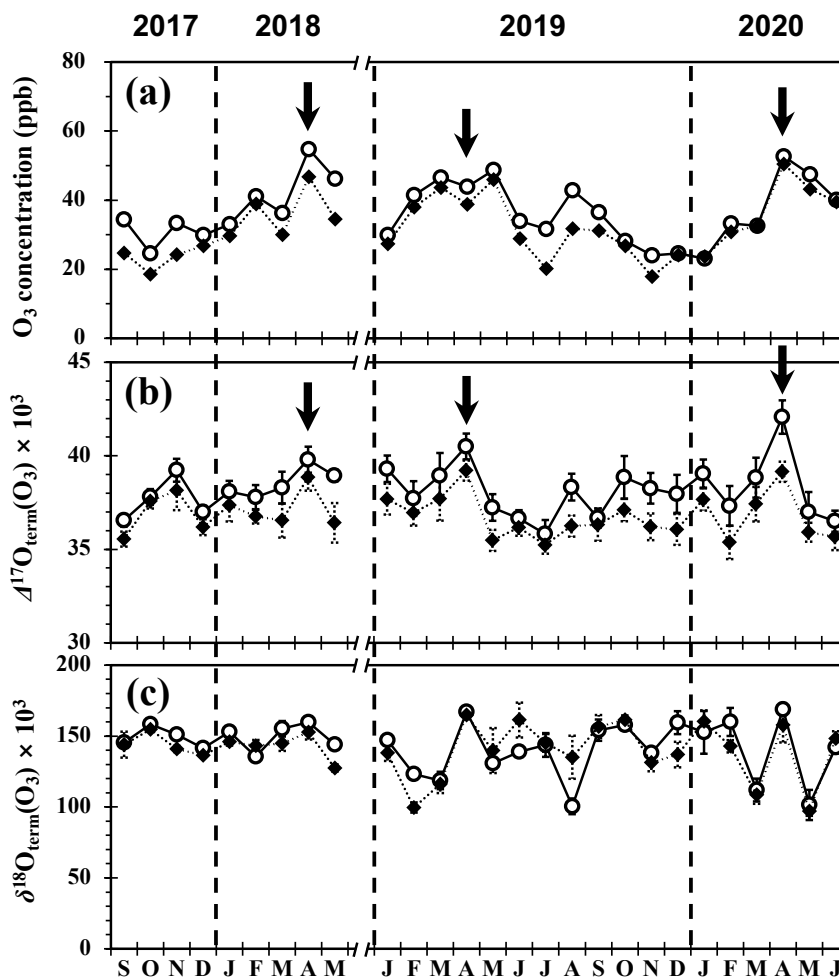 2017 2018 2019 2020
(a)
O₃ concentration (ppb)
80
60
40
20
0
(b)
Δ¹⁷Oterm(O₃) × 10³
45
40
35
30
(c)
δ¹⁸Oterm(O₃) × 10³
200
150
100
50
0
S O N D J F M A M J F M A M J J A S O N D J F M A M J